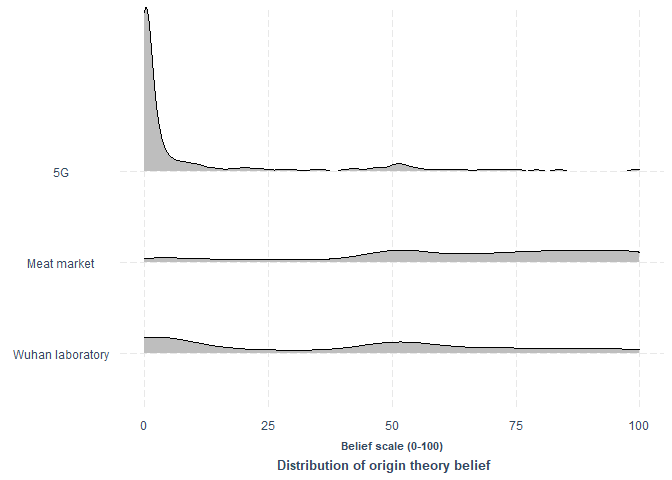 5G
Meat market
Wuhan laboratory
0 25 50 75 100
Belief scale (0-100)
Distribution of origin theory belief